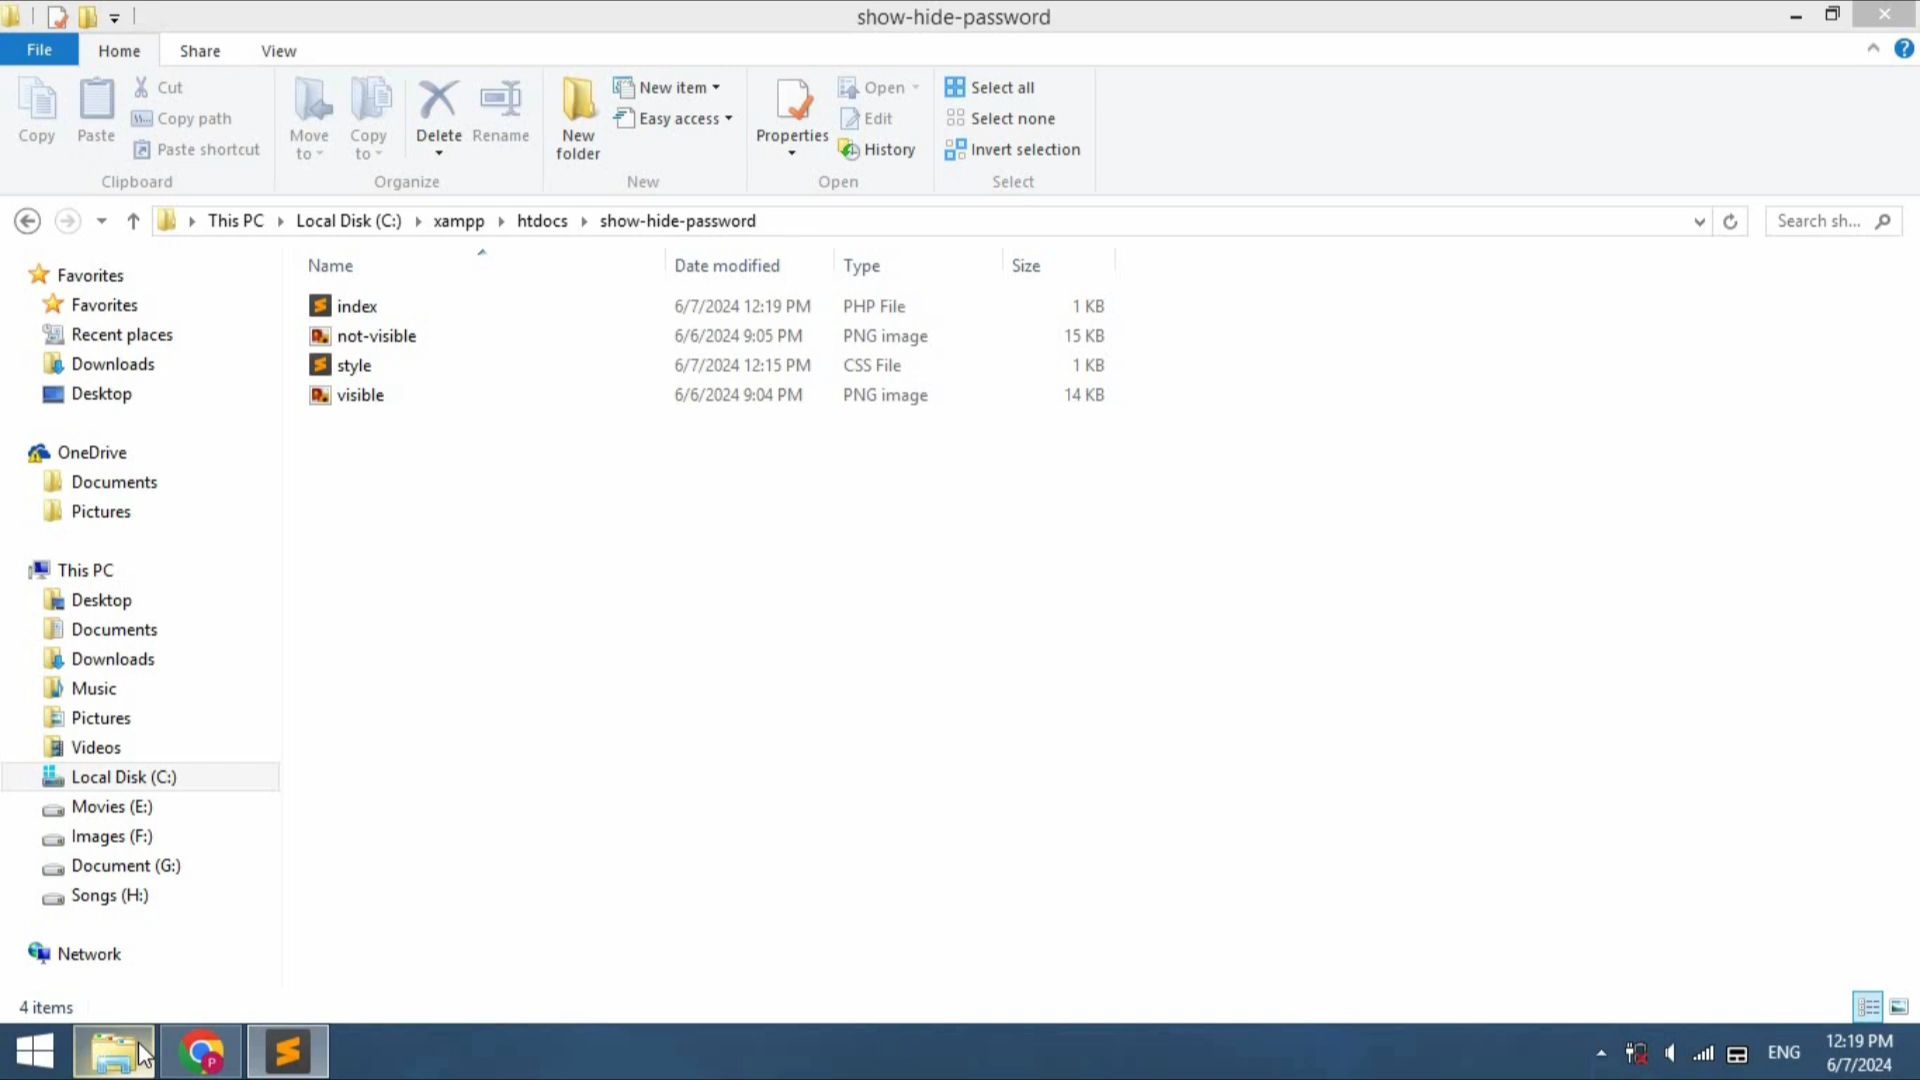 show-hide-password
File Home Share View
Copy
Paste
Cut
Copy path
Paste shortcut
Clipboard
Move to
Copy to
Delete
Rename
Organize
New folder
New item
Easy access
New
Properties
Open
Edit
History
Open
Select all
Select none
Invert selection
Select
This PC Local Disk (C:) xampp htdocs show-hide-password
Search sh...
Name Date modified Type Size
index 6/7/2024 12:19 PM PHP File 1 KB
not-visible 6/6/2024 9:05 PM PNG image 15 KB
style 6/7/2024 12:15 PM CSS File 1 KB
visible 6/6/2024 9:04 PM PNG image 14 KB
Favorites
Favorites
Recent places
Downloads
Desktop
OneDrive
Documents
Pictures
This PC
Desktop
Documents
Downloads
Music
Pictures
Videos
Local Disk (C:)
Movies (E:)
Images (F:)
Document (G:)
Songs (H:)
Network
4 items
P
ENG
12:19 PM
6/7/2024